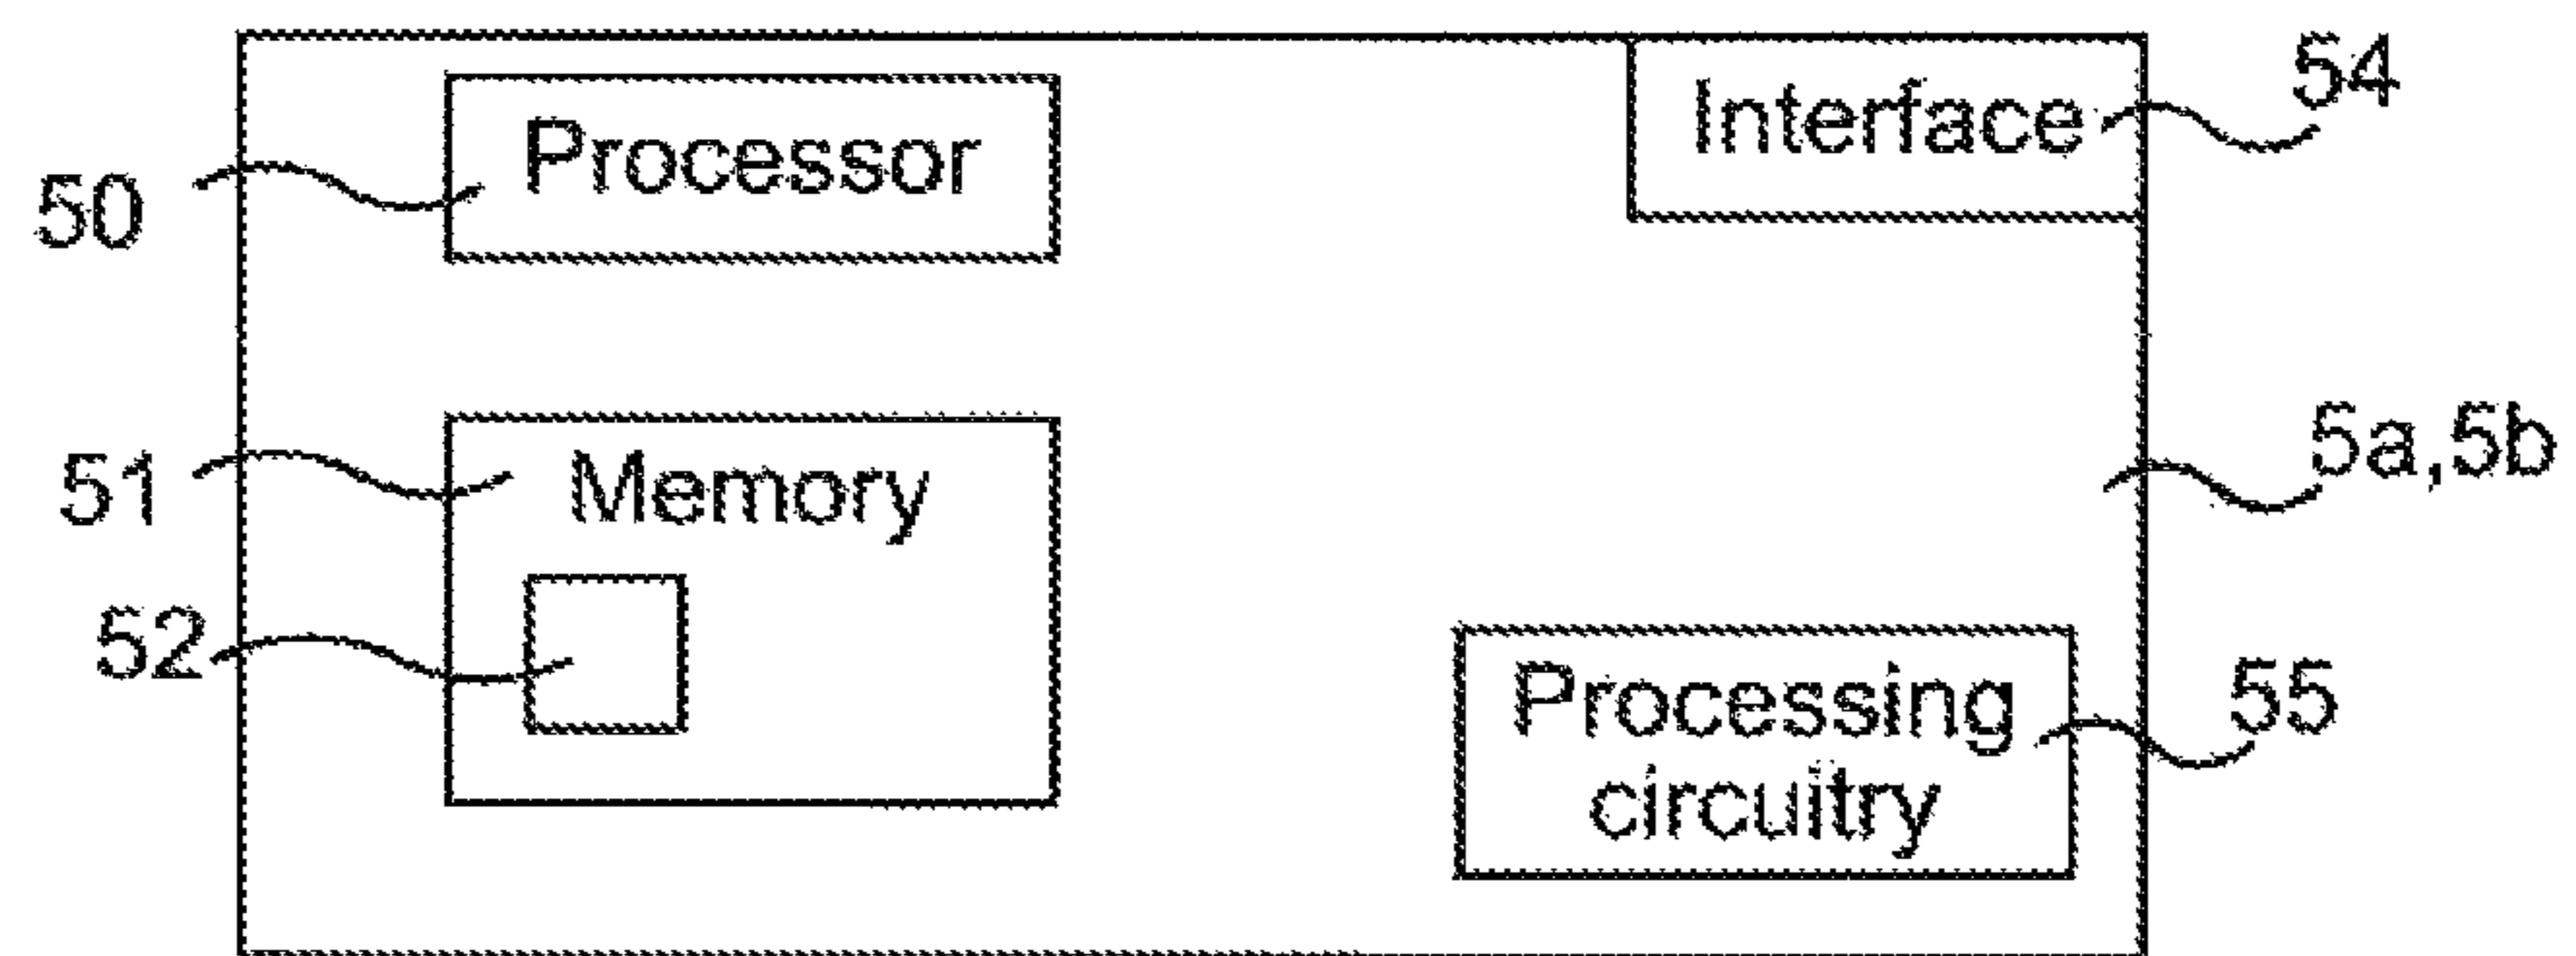 54
Interface
Processor
50
5a,5b
51
Memory
52
Processing
circuitry
55